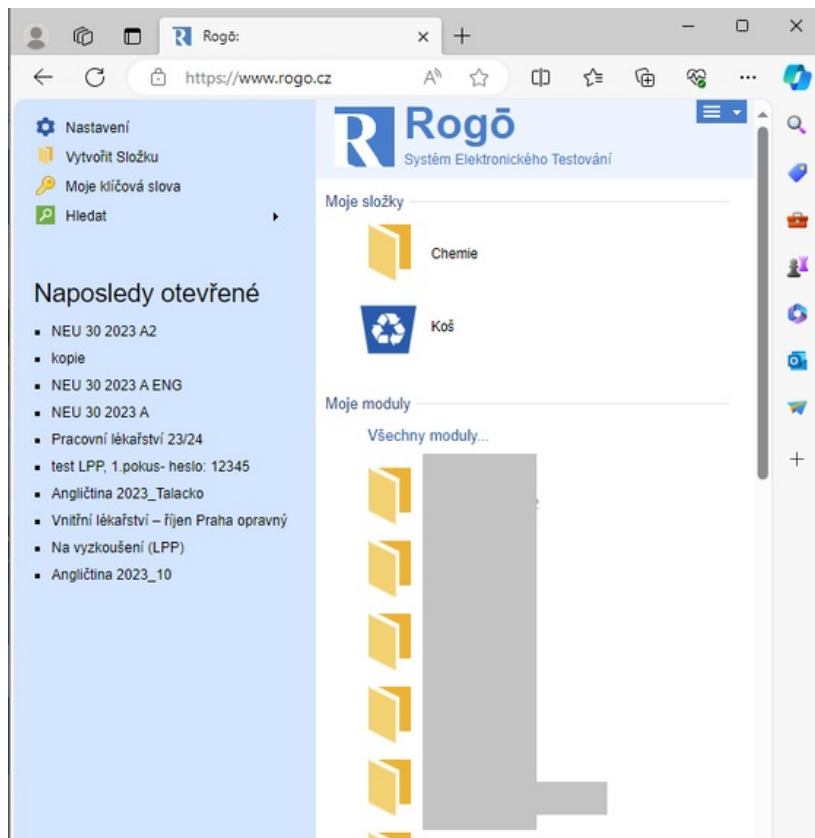 Rogō:
https://www.rogo.cz
Nastavení
Vytvořit Složku
Moje klíčová slova
Hledat
Naposledy otevřené
NEU 30 2023 A2
kopie
NEU 30 2023 A ENG
NEU 30 2023 A
Pracovní lékařství 23/24
test LPP, 1.pokus- heslo: 12345
Angličtina 2023_Talacko
Vnitřní lékařství – říjen Praha opravný
Na vyzkoušení (LPP)
Angličtina 2023_10
Rogō
Systém Elektronického Testování
Moje složky
Chemie
Koš
Moje moduly
Všechny moduly...